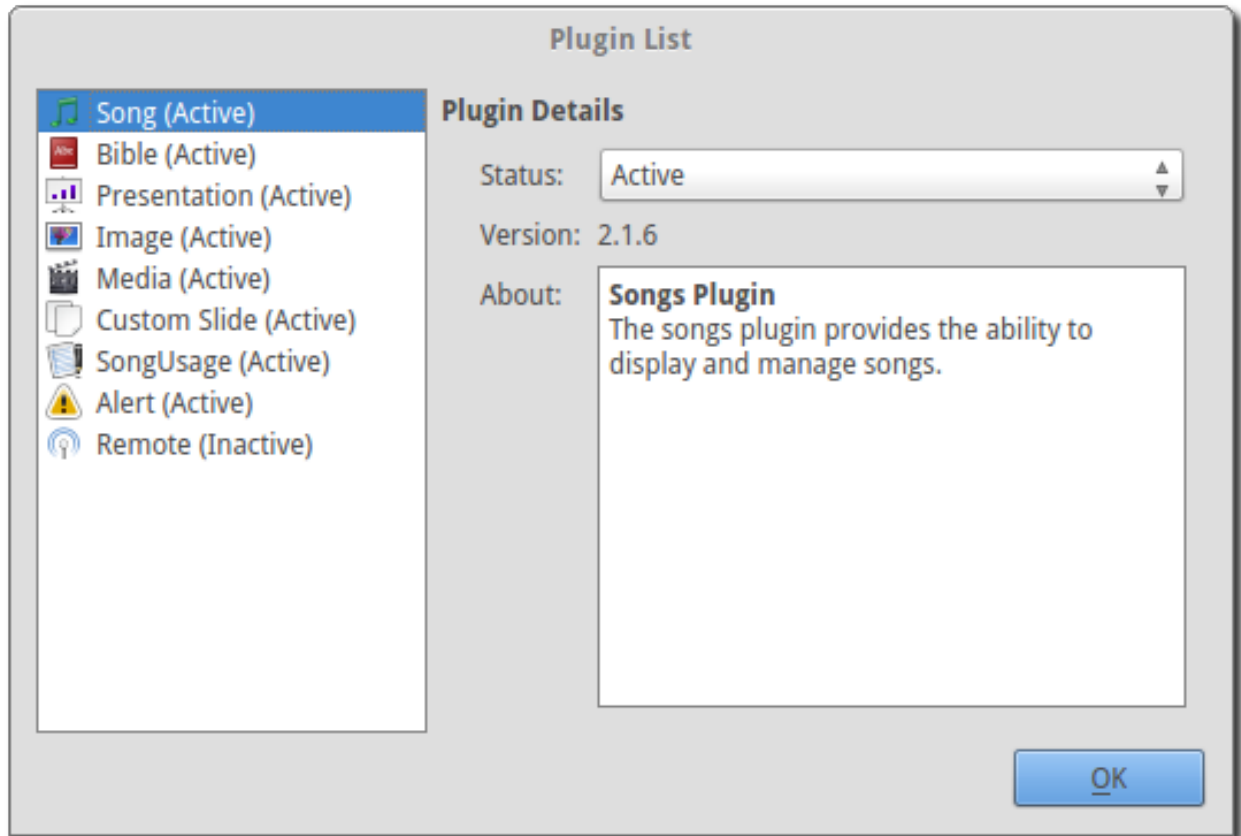 Plugin List
Song (Active)
Bible (Active)
Presentation (Active)
Image (Active)
Media (Active)
Custom Slide (Active)
SongUsage (Active)
Alert (Active)
Remote (Inactive)
Plugin Details
Status: Active
Version: 2.1.6
About: Songs Plugin
The songs plugin provides the ability to
display and manage songs.
OK